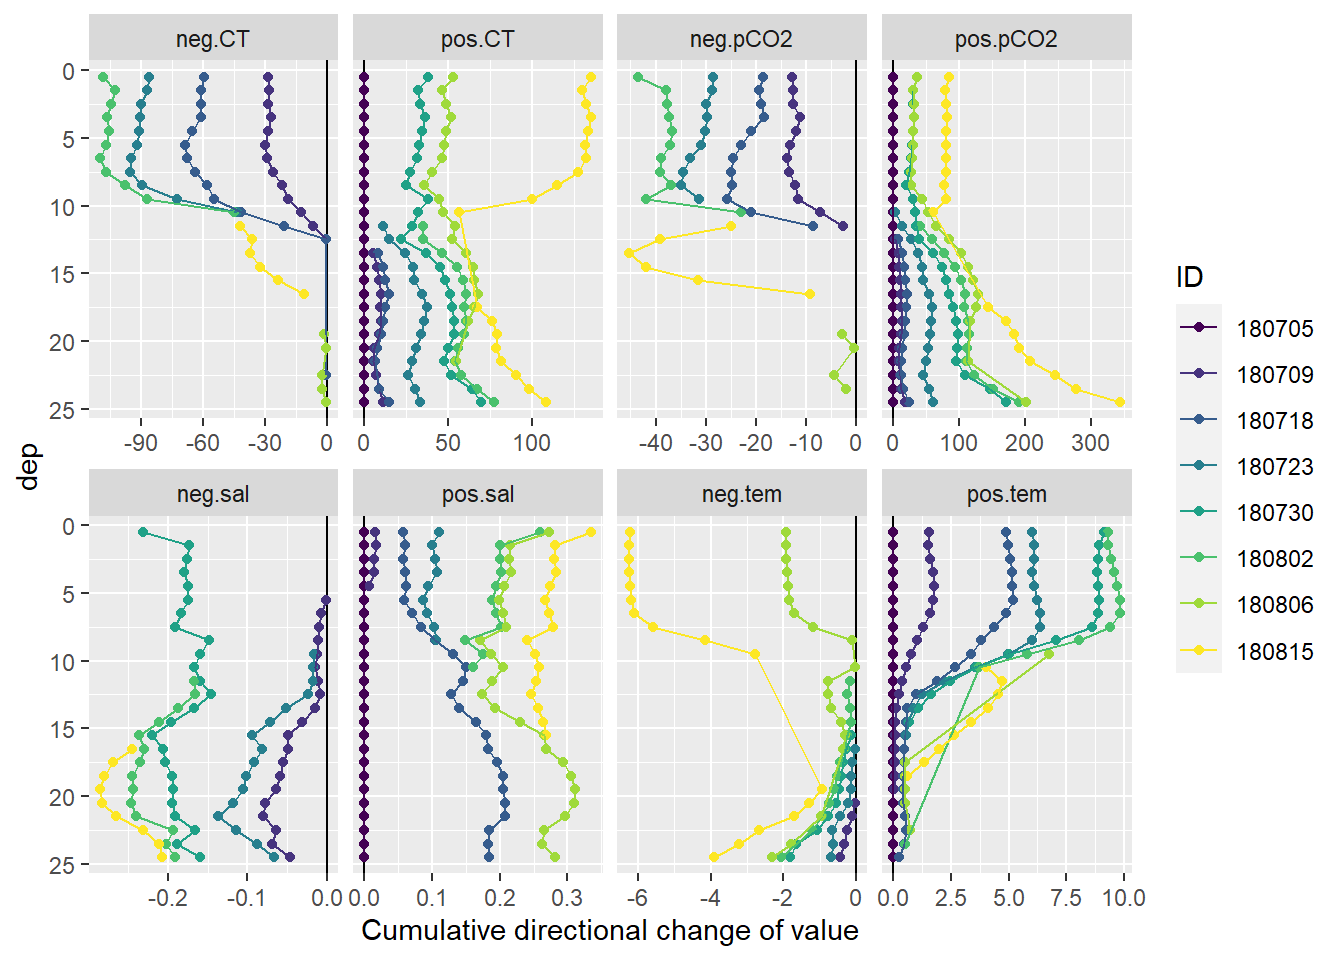 neg.CT pos.CT neg.pCO2 pos.pCO2
0
5
10
15
20
25
-90 -60 -30 0 0 50 100 -40 -30 -20 -10 0 0 100 200 300
dep
neg.sal pos.sal neg.tem pos.tem
0
5
10
15
20
25
-0.2 -0.1 0.0 0.0 0.1 0.2 0.3 -6 -4 -2 0 0.0 2.5 5.0 7.5 10.0
Cumulative directional change of value
ID
180705
180709
180718
180723
180730
180802
180806
180815